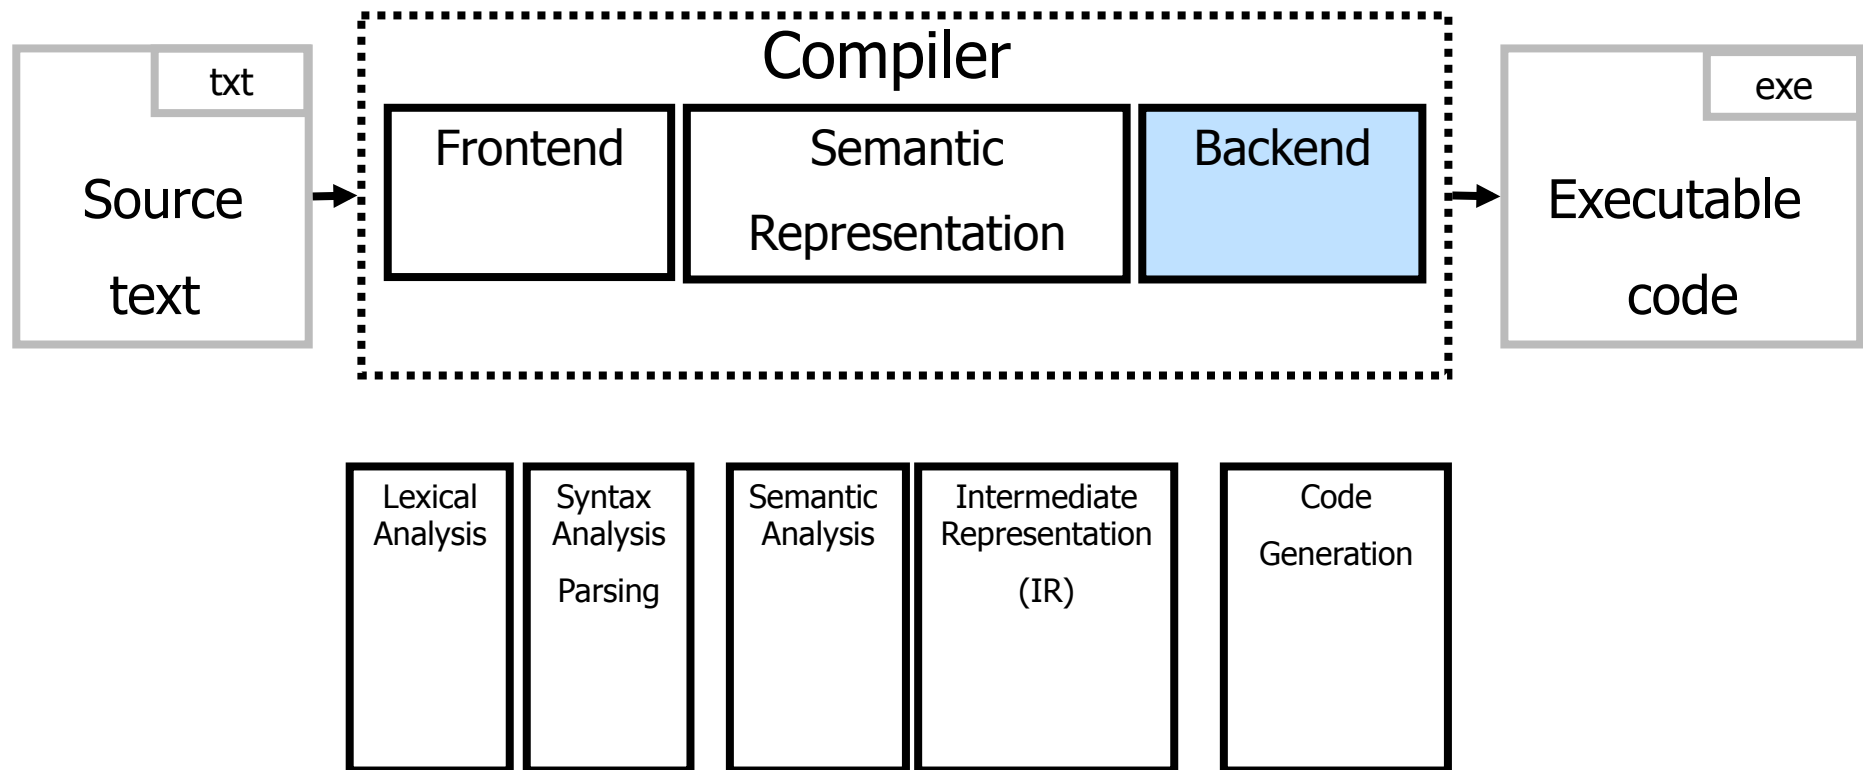 Compiler
txt
Source
text
Frontend
Semantic
Representation
Backend
exe
Executable
code
Lexical
Analysis
Syntax
Analysis
Parsing
Semantic
Analysis
Intermediate
Representation
(IR)
Code
Generation